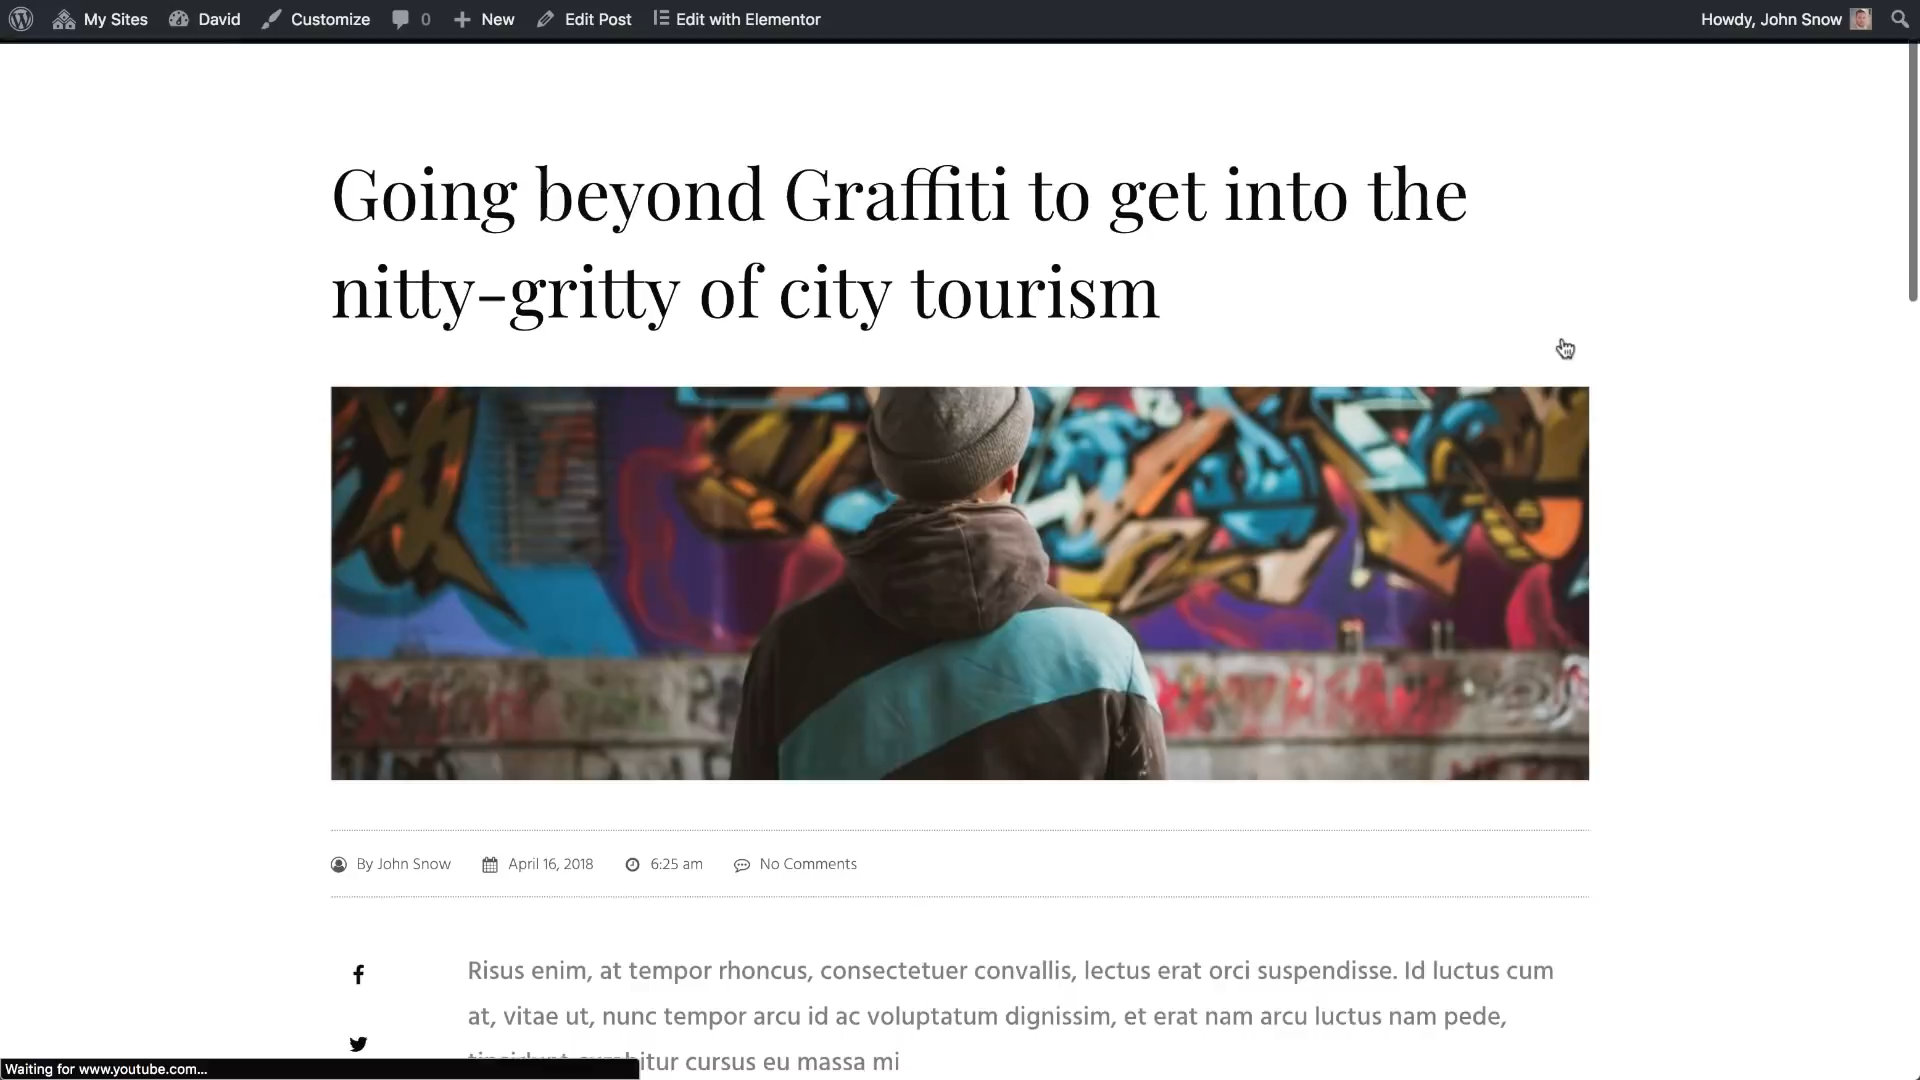 My Sites David Customize 0 New Edit Post Edit with Elementor Howdy, John Snow
Going beyond Graffiti to get into the
nitty-gritty of city tourism
By John Snow April 16, 2018 6:25 am No Comments
Risus enim, at tempor rhoncus, consectetuer convallis, lectus erat orci suspendisse. Id luctus cum
at, vitae ut, nunc tempor arcu id ac voluptatum dignissim, et erat nam arcu luctus nam pede,
cursus eu massa mi
Waiting for www.youtube.com...